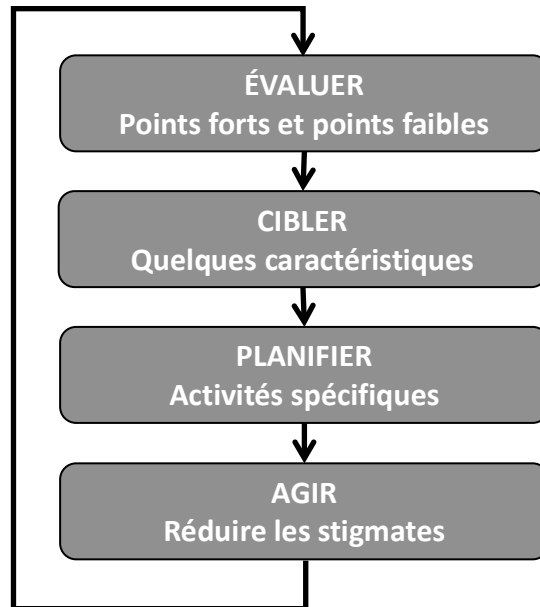 ÉVALUER
Points forts et points faibles
CIBLER
Quelques caractéristiques
PLANIFIER
Activités spécifiques
AGIR
Réduire les stigmates